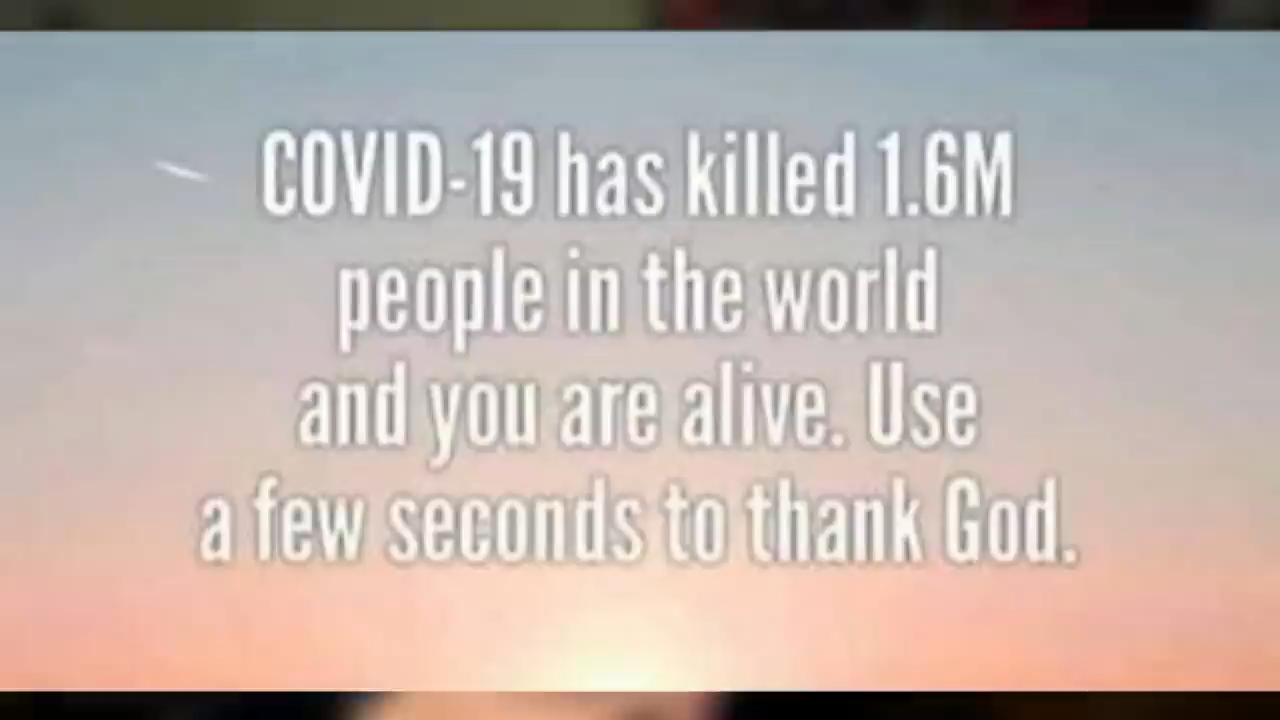 COVID-19 has killed 1.6M
people in the world
and you are alive. Use
a few seconds to thank God.